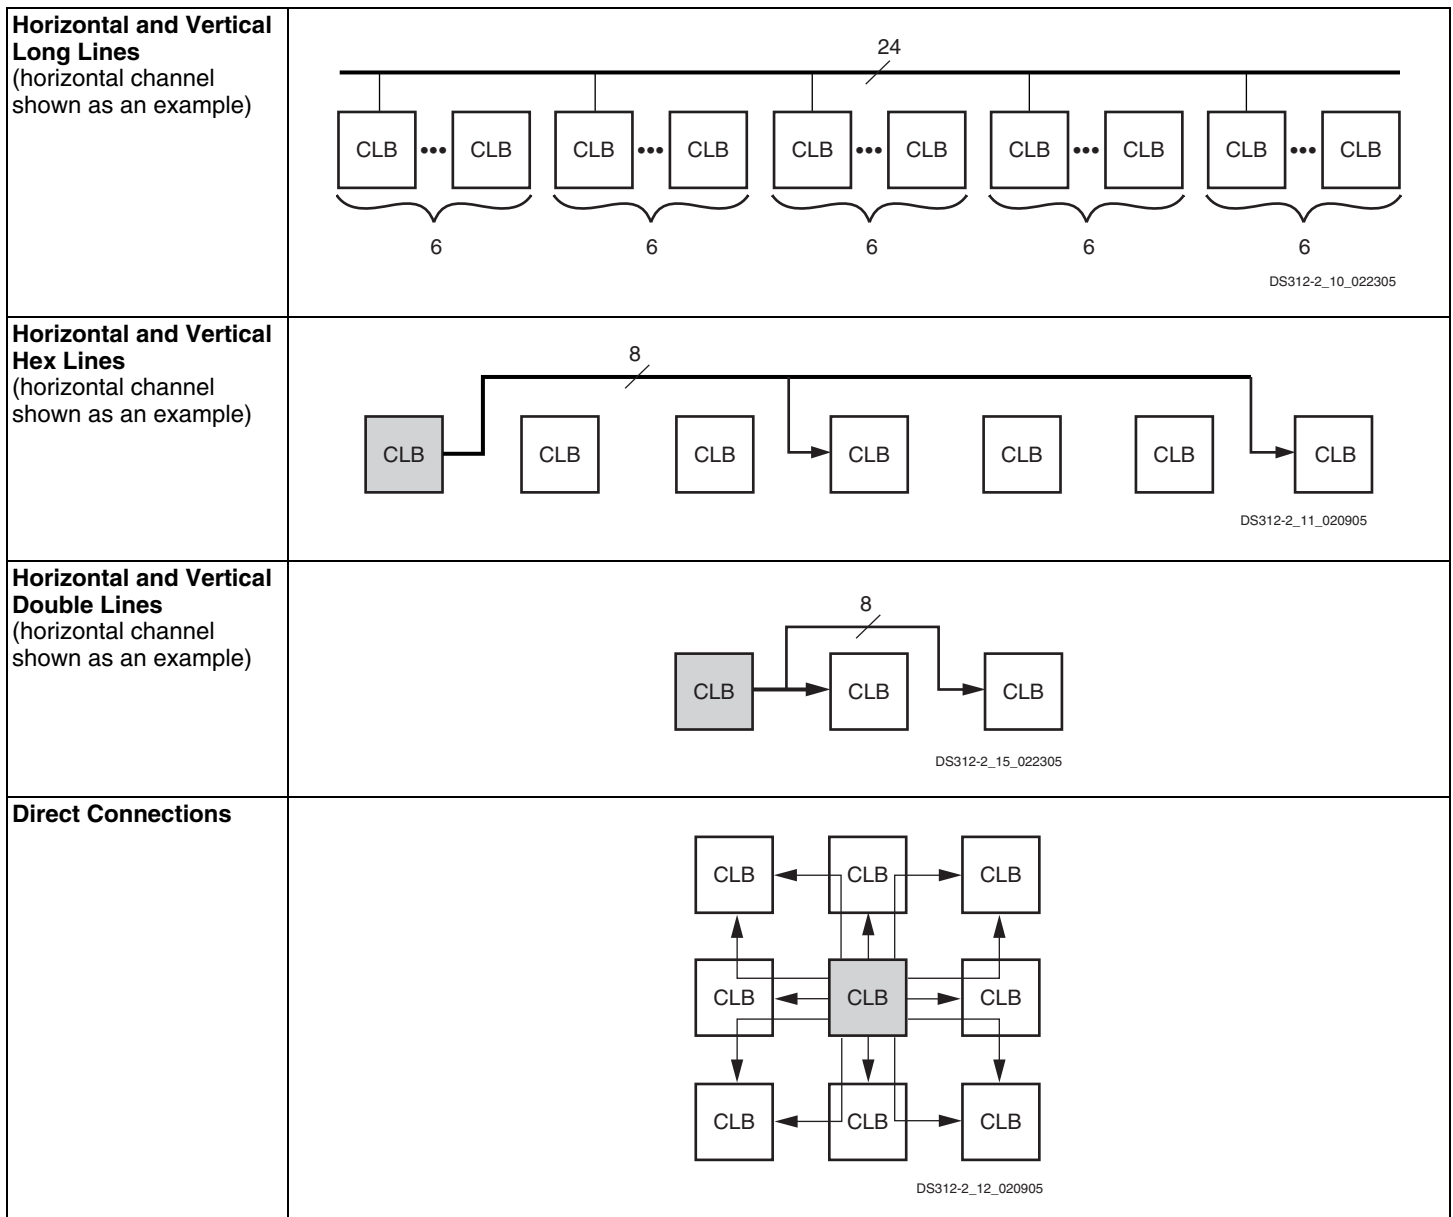 Horizontal and Vertical
Long Lines
(horizontal channel
shown as an example)
24
CLB ••• CLB CLB ••• CLB CLB ••• CLB CLB ••• CLB CLB ••• CLB
6 6 6 6 6
DS312-2_10_022305
Horizontal and Vertical
Hex Lines
(horizontal channel
shown as an example)
8
CLB CLB CLB CLB CLB CLB CLB
DS312-2_11_020905
Horizontal and Vertical
Double Lines
(horizontal channel
shown as an example)
8
CLB CLB CLB
DS312-2_15_022305
Direct Connections
CLB CLB CLB
CLB CLB CLB
CLB CLB CLB
DS312-2_12_020905